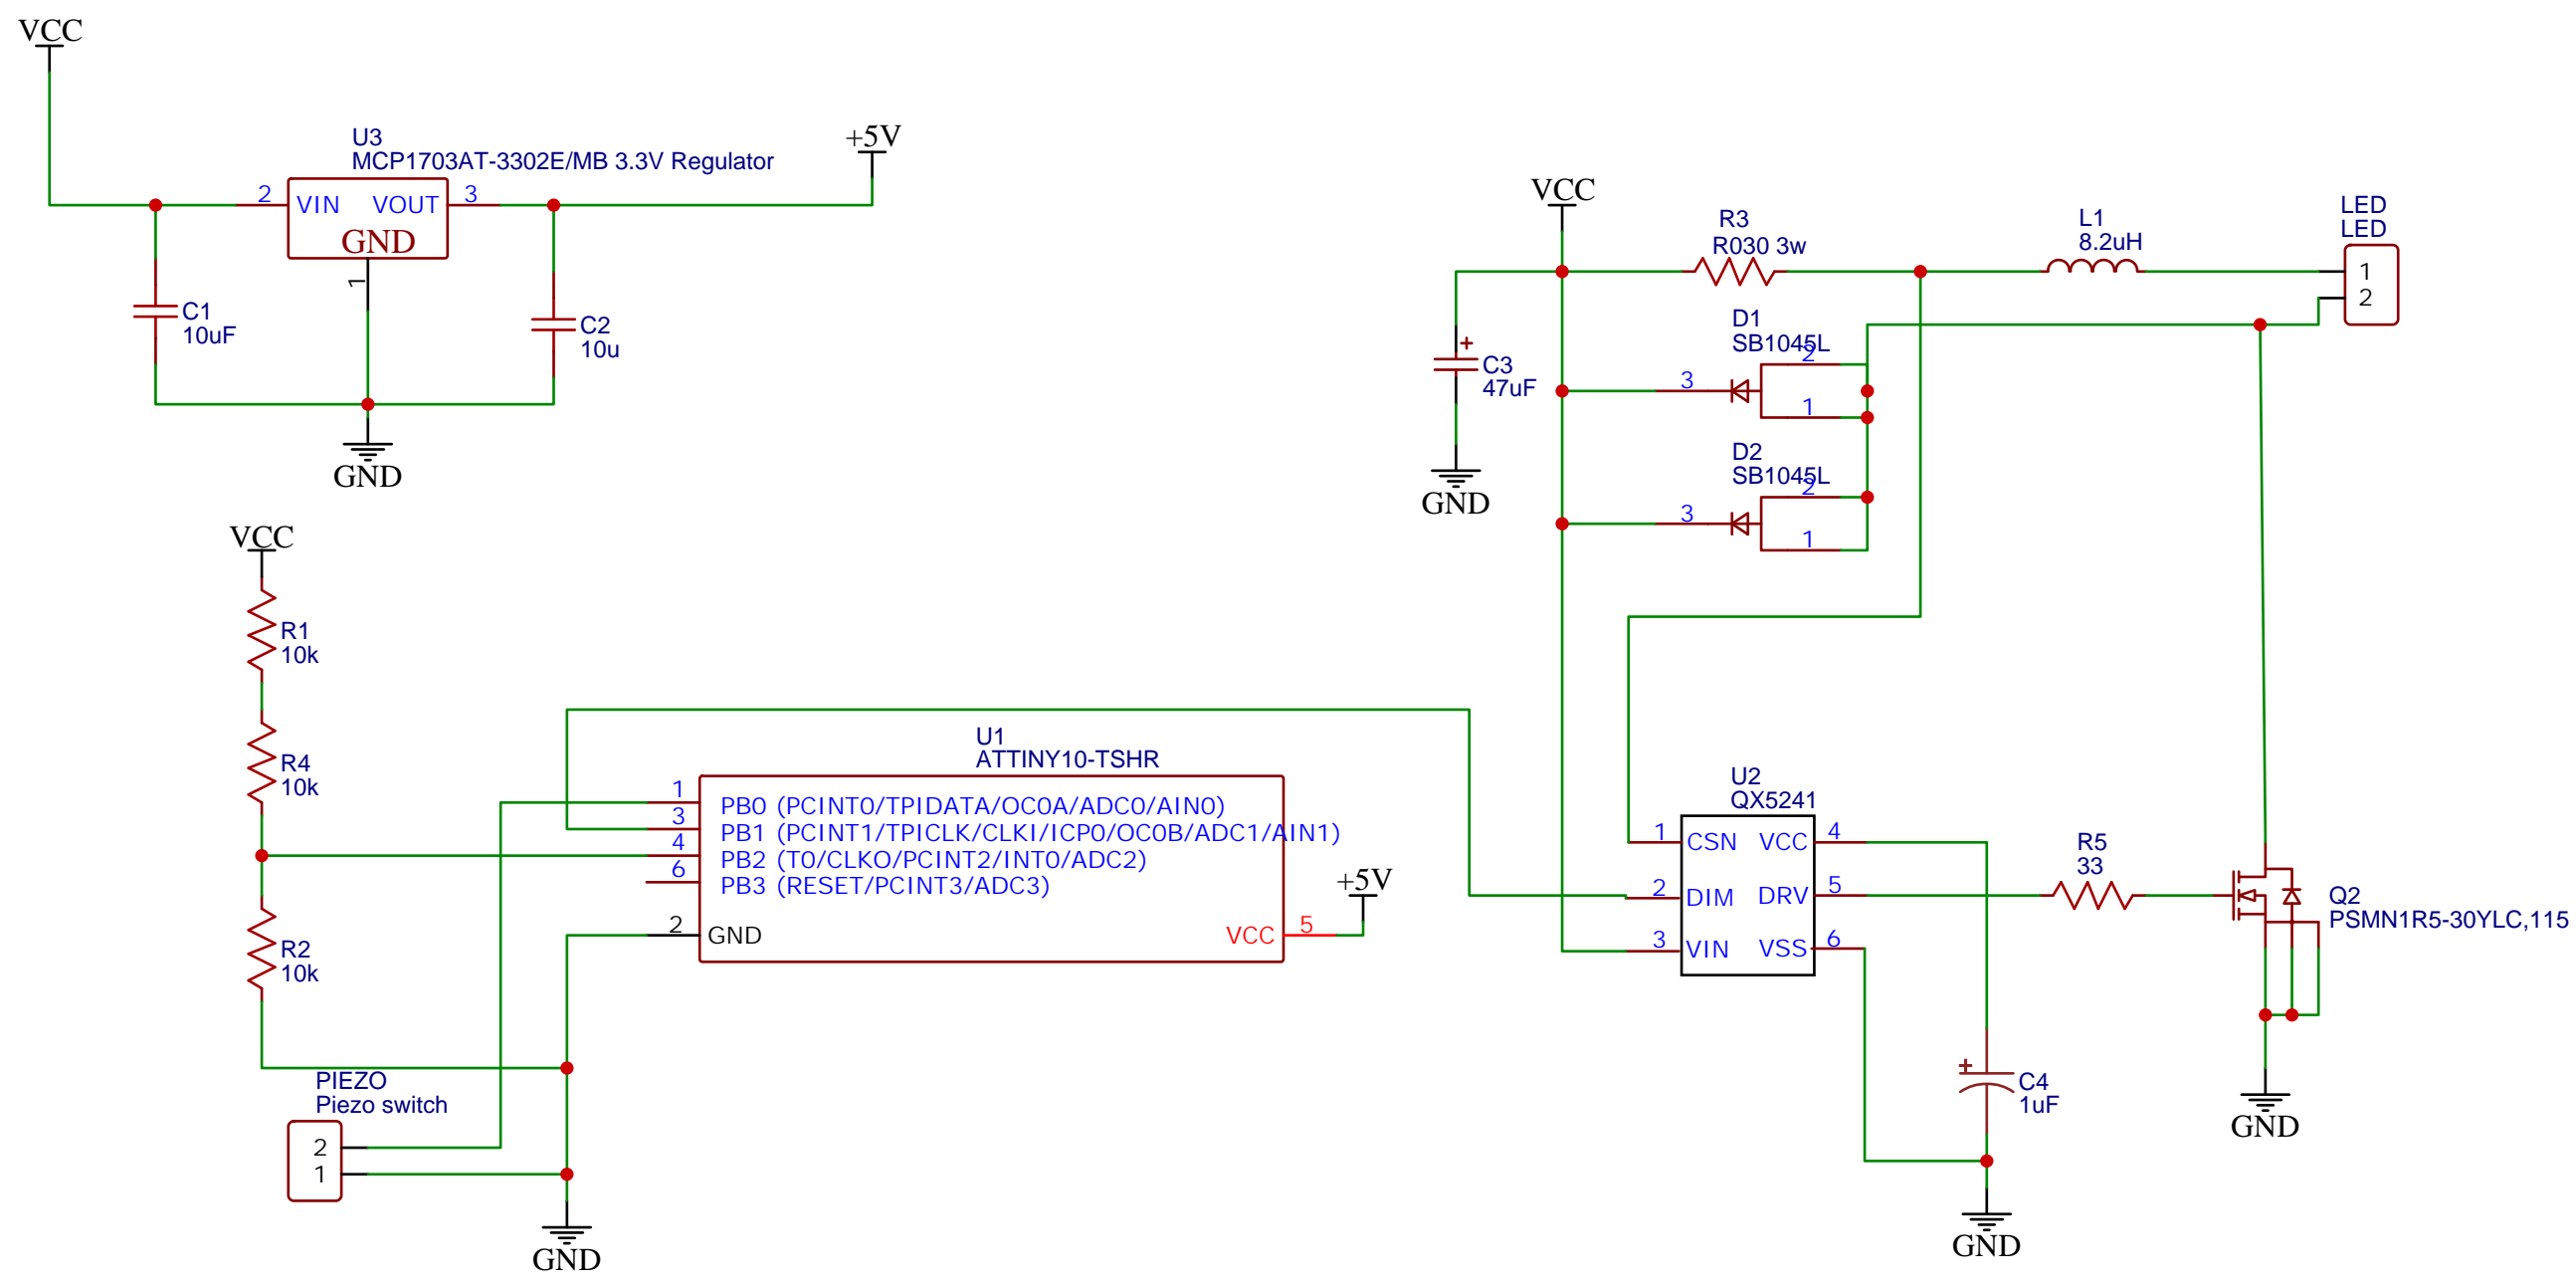 VCC
U3
MCP1703AT-3302E/MB 3.3V Regulator
+5V
2
VIN
VOUT
3
GND
1
C1
10uF
C2
10u
GND
VCC
R1
10k
R4
10k
R2
10k
PIEZO
Piezo switch
2
1
GND
U1
ATTINY10-TSHR
1
PB0 (PCINT0/TPIDATA/OC0A/ADC0/AIN0)
3
PB1 (PCINT1/TPICLK/CLKI/ICP0/OC0B/ADC1/AIN1)
4
PB2 (T0/CLKO/PCINT2/INT0/ADC2)
6
PB3 (RESET/PCINT3/ADC3)
2
GND
VCC
5
+5V
VCC
R3
R030 3w
L1
8.2uH
LED
LED
1
2
C3
47uF
GND
D1
SB1045L
2
3
1
D2
SB1045L
2
3
1
U2
QX5241
1
CSN
VCC
4
2
DIM
DRV
5
3
VIN
VSS
6
R5
33
Q2
PSMN1R5-30YLC,115
C4
1uF
GND
GND